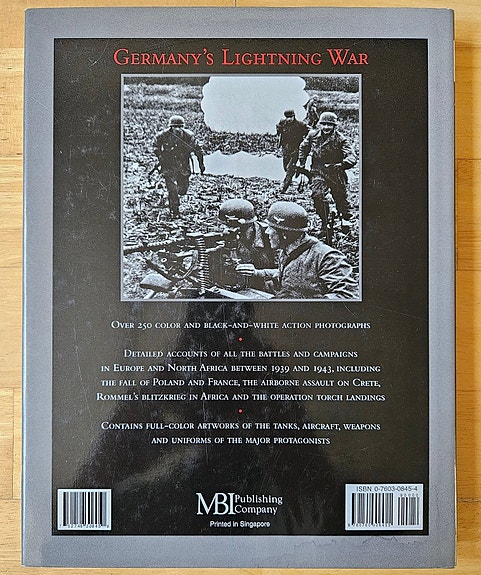 GERMANY'S LIGHTNING WAR
OVER 250 COLOR AND BLACK-AND-WHITE ACTION PHOTOGRAPHS
•
DETAILED ACCOUNTS OF ALL THE BATTLES AND CAMPAIGNS
IN EUROPE AND NORTH AFRICA BETWEEN 1939 AND 1943, INCLUDING
THE FALL OF POLAND AND FRANCE, THE AIRBORNE ASSAULT ON CRETE,
ROMMEL'S BLITZKRIEG IN AFRICA AND THE OPERATION TORCH LANDINGS
•
CONTAINS FULL-COLOR ARTWORKS OF THE TANKS, AIRCRAFT, WEAPONS
AND UNIFORMS OF THE MAJOR PROTAGONISTS
MBI Publishing
Company
Printed in Singapore
ISBN 0-7603-0845-4